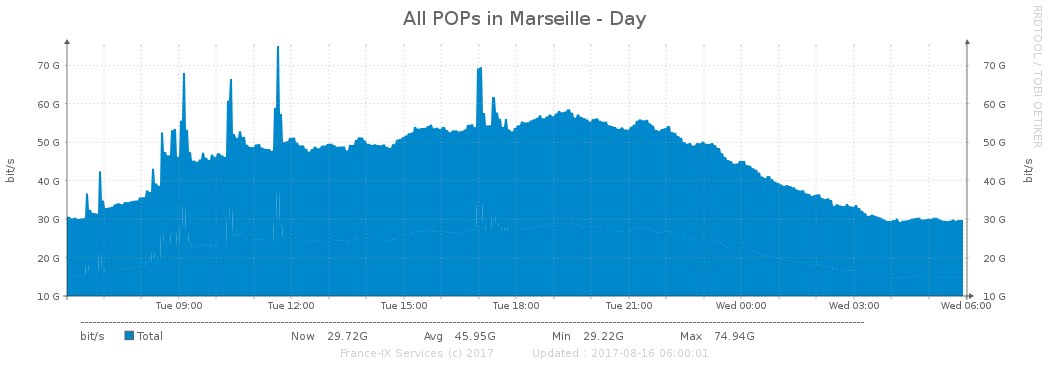 All POPs in Marseille - Day
RRDTOOL / TOBI OETIKER
bit/s
bit/s
70 G 70 G
60 G 60 G
50 G 50 G
40 G 40 G
30 G 30 G
20 G 20 G
10 G 10 G
Tue 09:00 Tue 12:00 Tue 15:00 Tue 18:00 Tue 21:00 Wed 00:00 Wed 03:00 Wed 06:00
bit/s Total Now 29.72G Avg 45.95G Min 29.22G Max 74.94G
France-IX Services (c) 2017 Updated : 2017-08-16 06:00:01